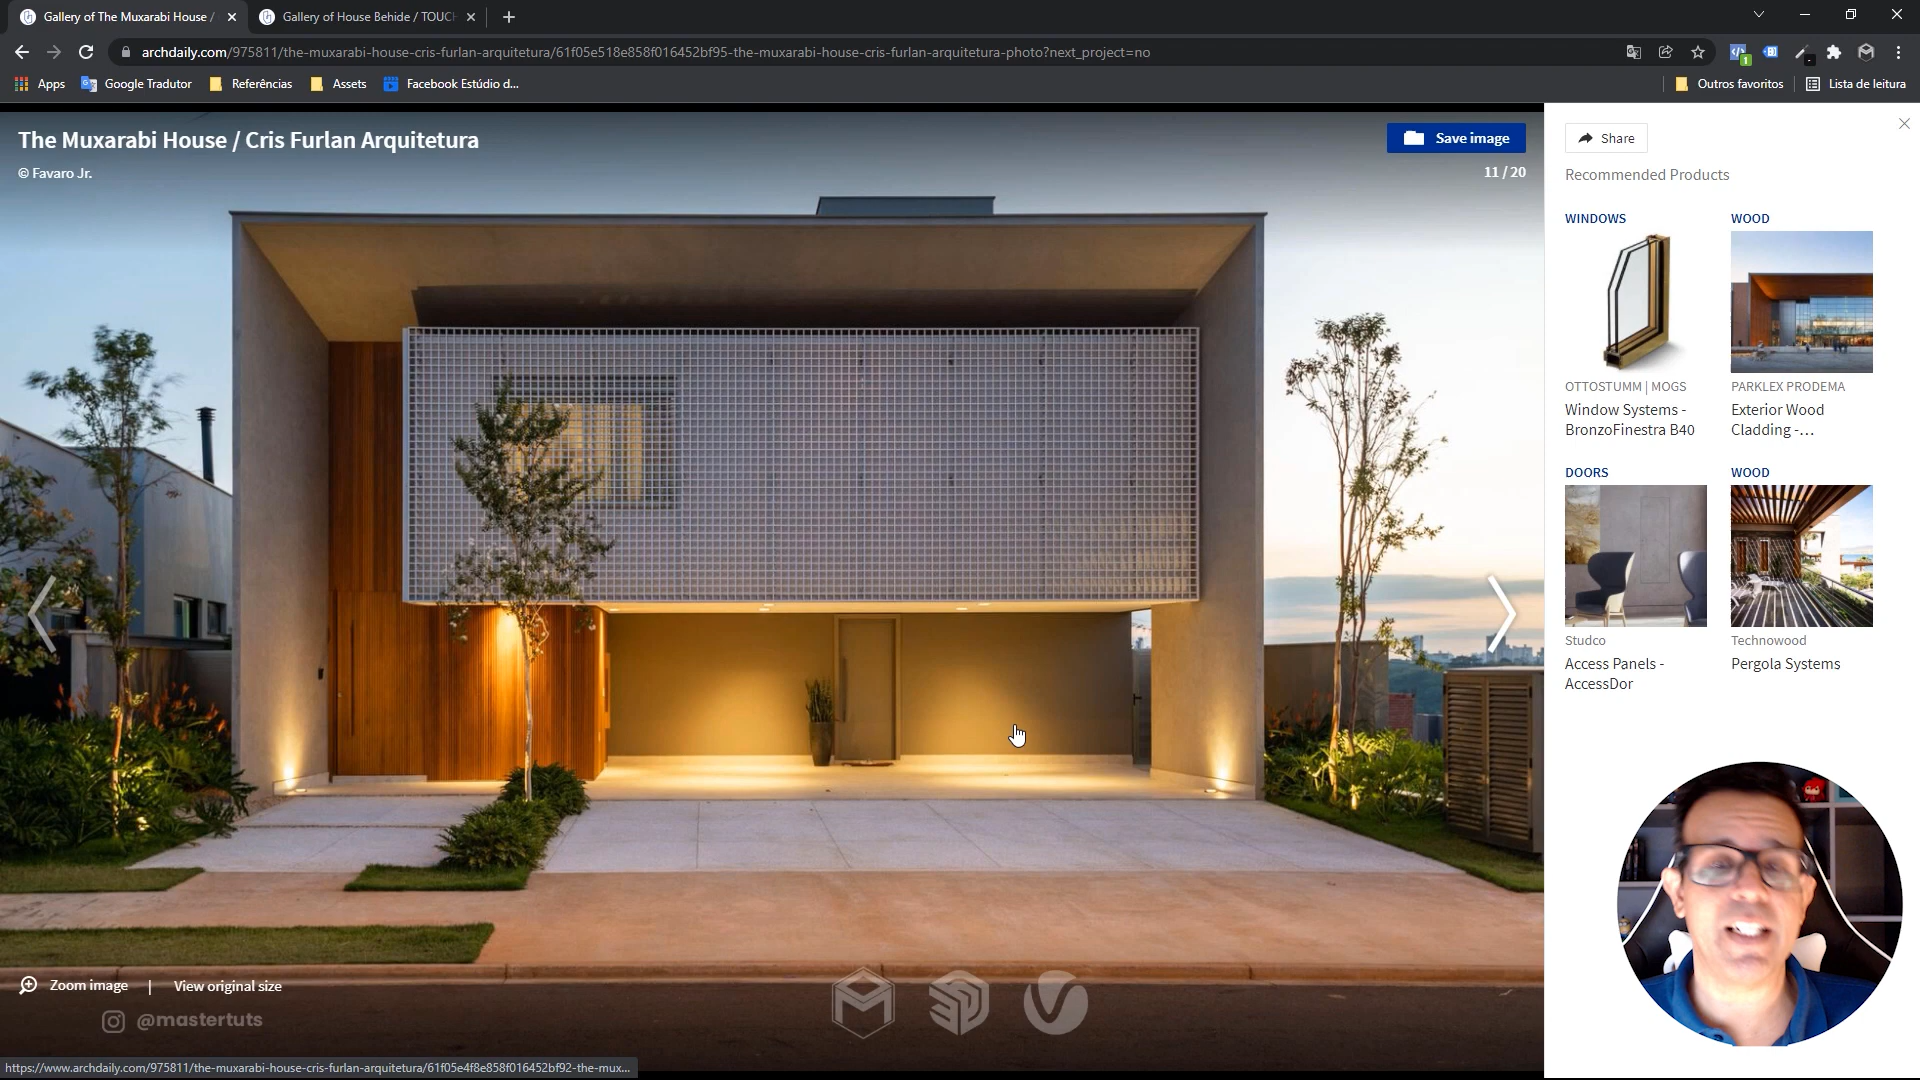 Gallery of The Muxarabi House /
Gallery of House Behide / TOUCH
archdaily.com/975811/the-muxarabi-house-cris-furlan-arquitetura/61f05e518e858f016452bf95-the-muxarabi-house-cris-furlan-arquitetura-photo?next_project=no
1
Apps
Google Tradutor
Referências
Assets
Facebook Estúdio d...
Outros favoritos
Lista de leitura
The Muxarabi House / Cris Furlan Arquitetura
© Favaro Jr.
Save image
11 / 20
Share
Recommended Products
WINDOWS
WOOD
OTTOSTUMM | MOGS
PARKLEX PRODEMA
Window Systems -
BronzoFinestra B40
Exterior Wood
Cladding -...
DOORS
WOOD
Studco
Technowood
Access Panels -
AccessDor
Pergola Systems
Zoom image | View original size
@mastertuts
https://www.archdaily.com/975811/the-muxarabi-house-cris-furlan-arquitetura/61f05e4f8e858f016452bf92-the-mux...